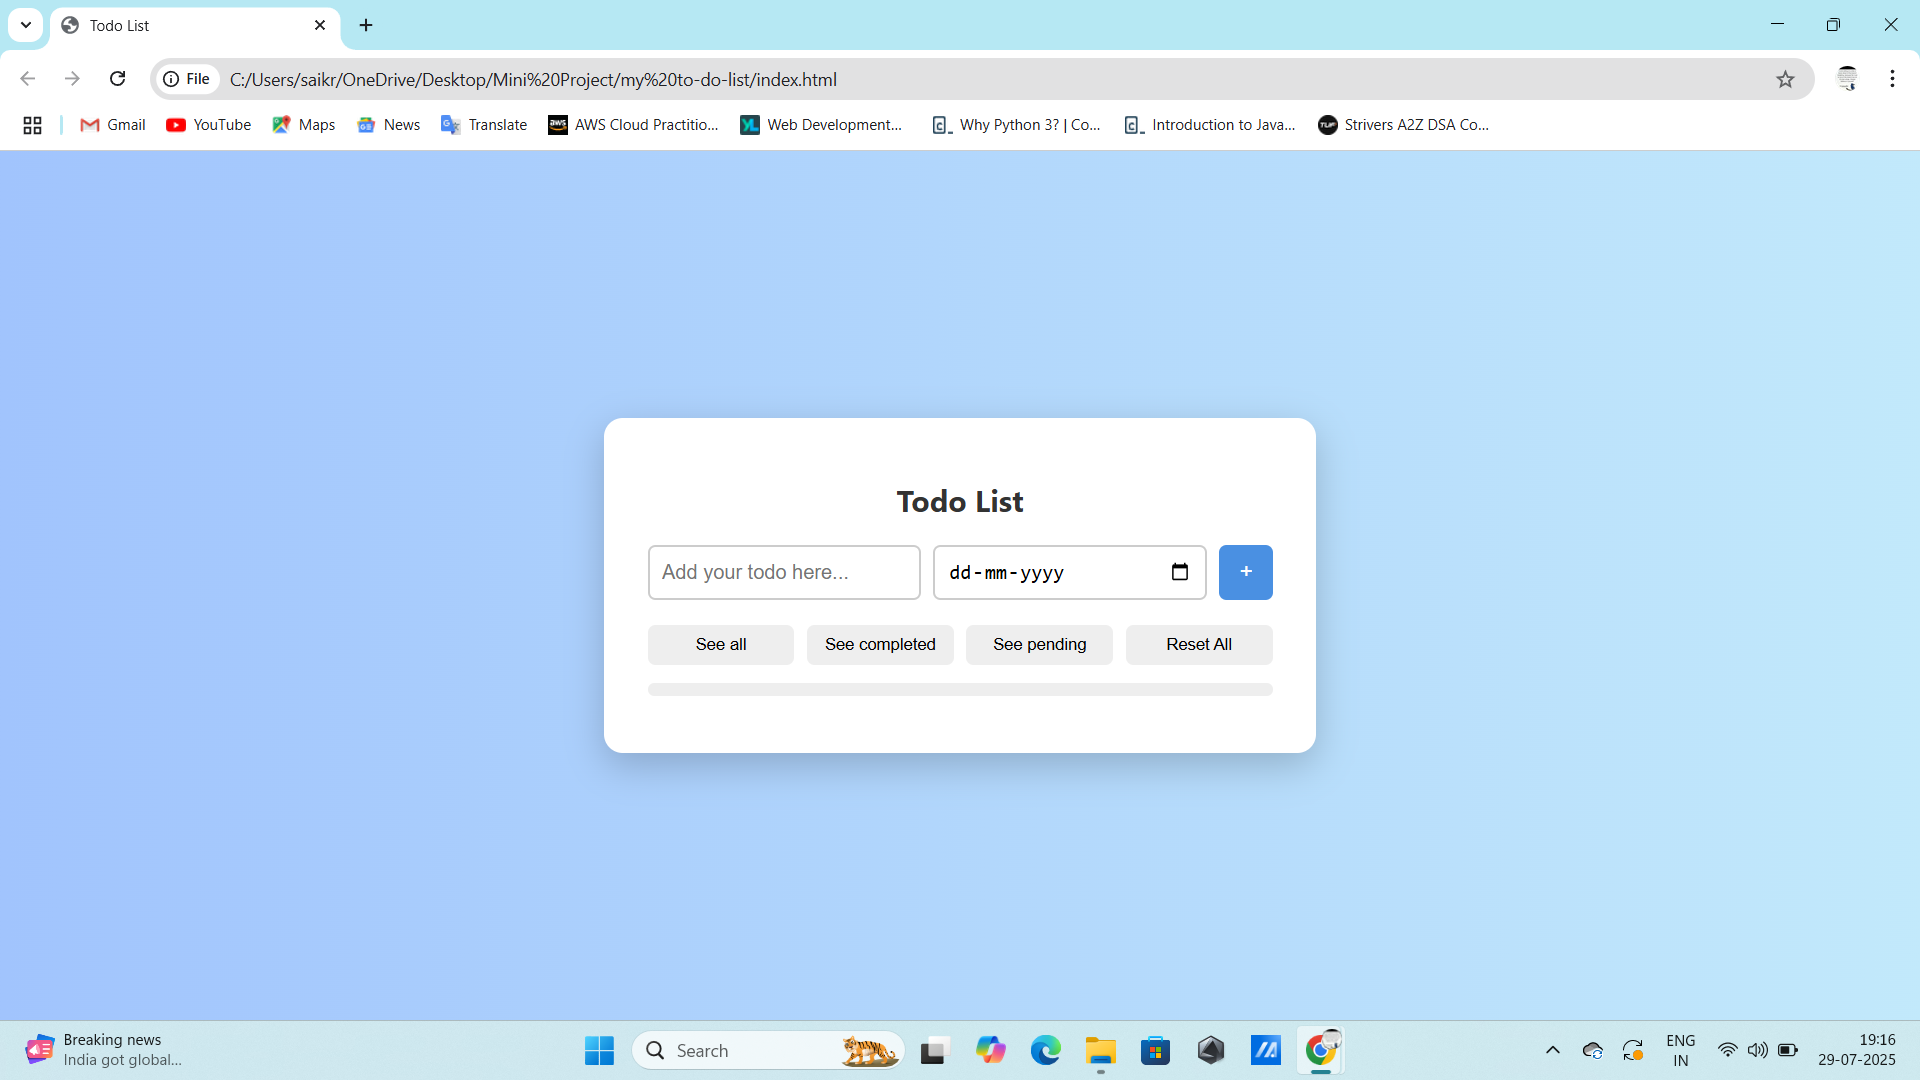 Todo List
File
C:/Users/saikr/OneDrive/Desktop/Mini%20Project/my%20to-do-list/index.html
Gmail
YouTube
Maps
News
Translate
aws
AWS Cloud Practitio...
YL
Web Development...
Why Python 3? | Co...
Introduction to Java...
TUF
Strivers A2Z DSA Co...
Todo List
Add your todo here...
dd-mm-yyyy
+
See all
See completed
See pending
Reset All
Breaking news
India got global...
Search
ENG
IN
19:16
29-07-2025